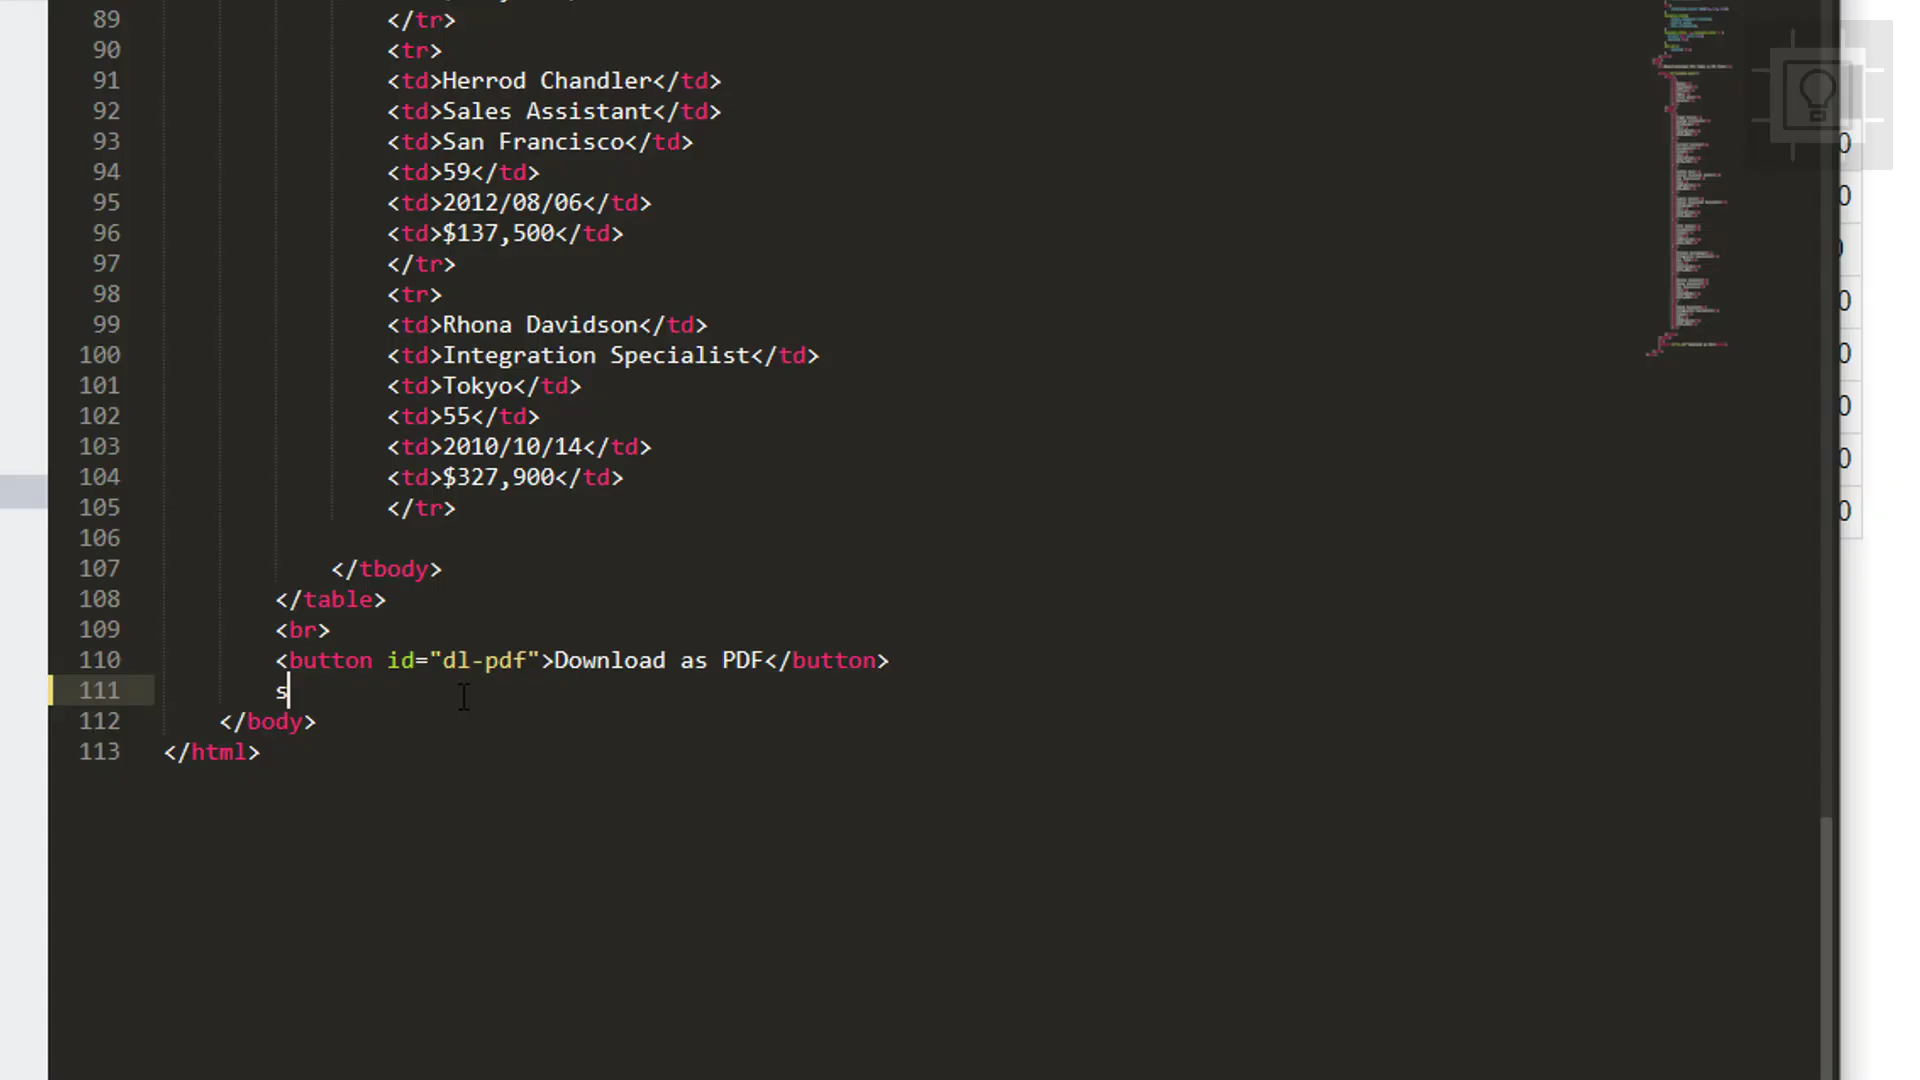 89 </tr>
90 <tr>
91 <td>Herrod Chandler</td>
92 <td>Sales Assistant</td>
93 <td>San Francisco</td>
94 <td>59</td>
95 <td>2012/08/06</td>
96 <td>$137,500</td>
97 </tr>
98 <tr>
99 <td>Rhona Davidson</td>
100 <td>Integration Specialist</td>
101 <td>Tokyo</td>
102 <td>55</td>
103 <td>2010/10/14</td>
104 <td>$327,900</td>
105 </tr>
106
107 </tbody>
108 </table>
109 <br>
110 <button id="dl-pdf">Download as PDF</button>
111 s
112 </body>
113 </html>